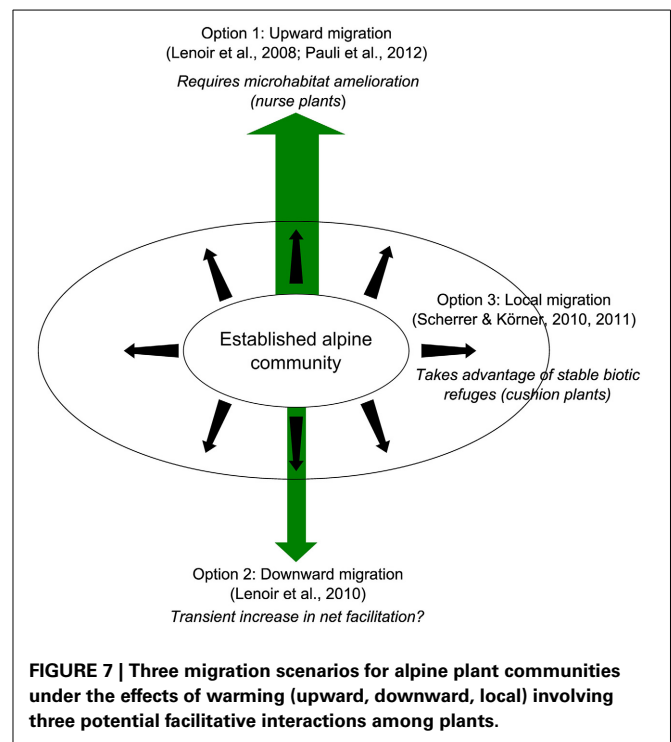 Option 1: Upward migration
(Lenoir et al., 2008; Pauli et al., 2012)
Requires microhabitat amelioration
(nurse plants)
Option 3: Local migration
(Scherrer & Körner, 2010, 2011)
Established alpine
community
Takes advantage of stable biotic
refuges (cushion plants)
Option 2: Downward migration
(Lenoir et al., 2010)
Transient increase in net facilitation?
FIGURE 7 | Three migration scenarios for alpine plant communities
under the effects of warming (upward, downward, local) involving
three potential facilitative interactions among plants.